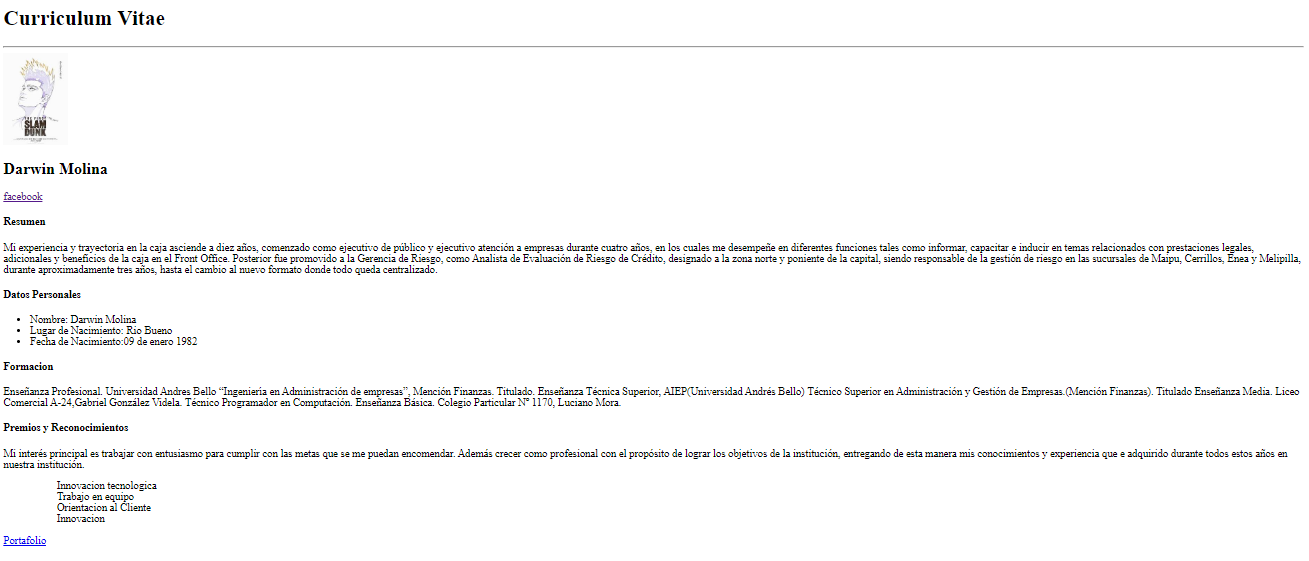 Curriculum Vitae
THE FIRST
SLAM
DUNK
Darwin Molina
facebook
Resumen
Mi experiencia y trayectoria en la caja asciende a diez años, comenzado como ejecutivo de público y ejecutivo atención a empresas durante cuatro años, en los cuales me desempeñe en diferentes funciones tales como informar, capacitar e inducir en temas relacionados con prestaciones legales,
adicionales y beneficios de la caja en el Front Office. Posterior fue promovido a la Gerencia de Riesgo, como Analista de Evaluación de Riesgo de Crédito, designado a la zona norte y poniente de la capital, siendo responsable de la gestión de riesgo en las sucursales de Maipu, Cerrillos, Enea y Melipilla,
durante aproximadamente tres años, hasta el cambio al nuevo formato donde todo queda centralizado.
Datos Personales
• Nombre: Darwin Molina
• Lugar de Nacimiento: Rio Bueno
• Fecha de Nacimiento:09 de enero 1982
Formacion
Enseñanza Profesional. Universidad Andres Bello “Ingenieria en Administración de empresas”, Mención Finanzas. Titulado. Enseñanza Técnica Superior, AIEP(Universidad Andrés Bello) Técnico Superior en Administración y Gestión de Empresas.(Mención Finanzas). Titulado Enseñanza Media. Liceo
Comercial A-24,Gabriel González Videla. Técnico Programador en Computación. Enseñanza Básica. Colegio Particular N° 1170, Luciano Mora.
Premios y Reconocimientos
Mi interés principal es trabajar con entusiasmo para cumplir con las metas que se me puedan encomendar. Además crecer como profesional con el propósito de lograr los objetivos de la institución, entregando de esta manera mis conocimientos y experiencia que e adquirido durante todos estos años en
nuestra institución.
Innovacion tecnologica
Trabajo en equipo
Orientacion al Cliente
Innovacion
Portafolio